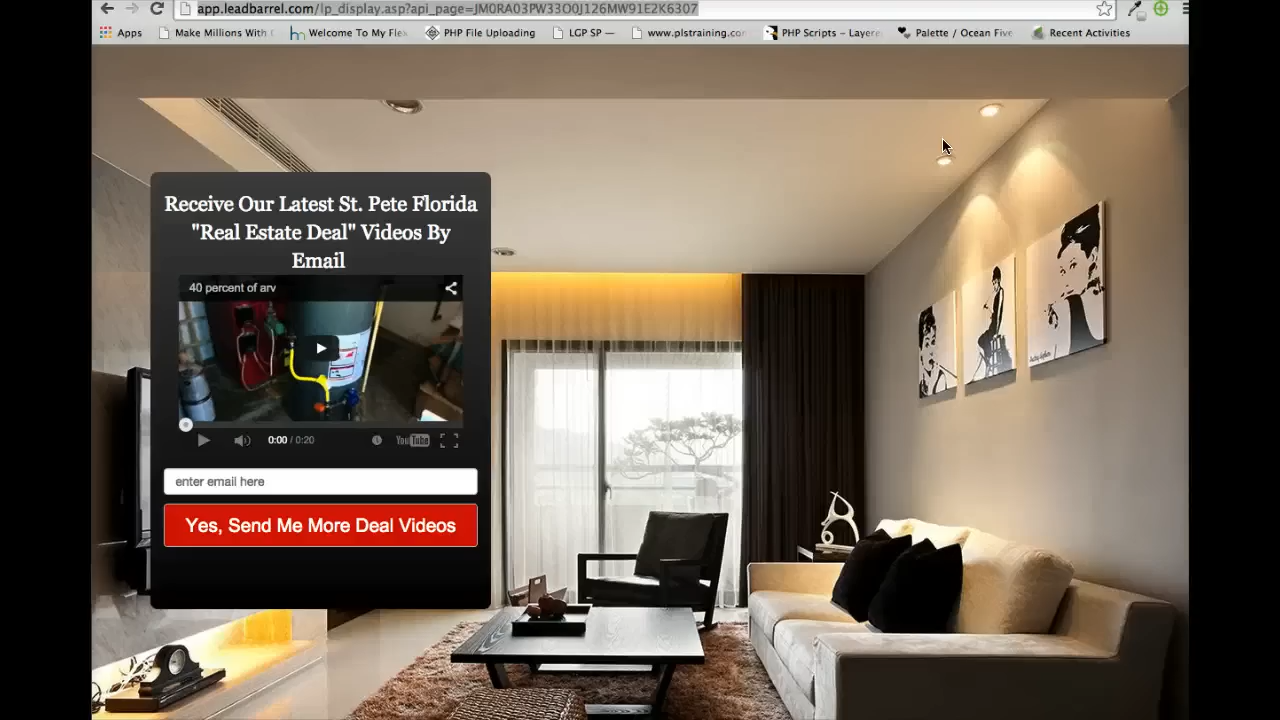 app.leadbarrel.com/lp_display.asp?api_page=JM0RA03PW33O0J126MW91E2K6307
Apps Make Millions With Welcome To My Fle PHP File Uploading LGP SP — www.plstraining.co PHP Scripts – Layer Palette / Ocean Five Recent Activities
Receive Our Latest St. Pete Florida
"Real Estate Deal" Videos By
Email
40 percent of arv
0:00 / 0:20 YouTube
enter email here
Yes, Send Me More Deal Videos